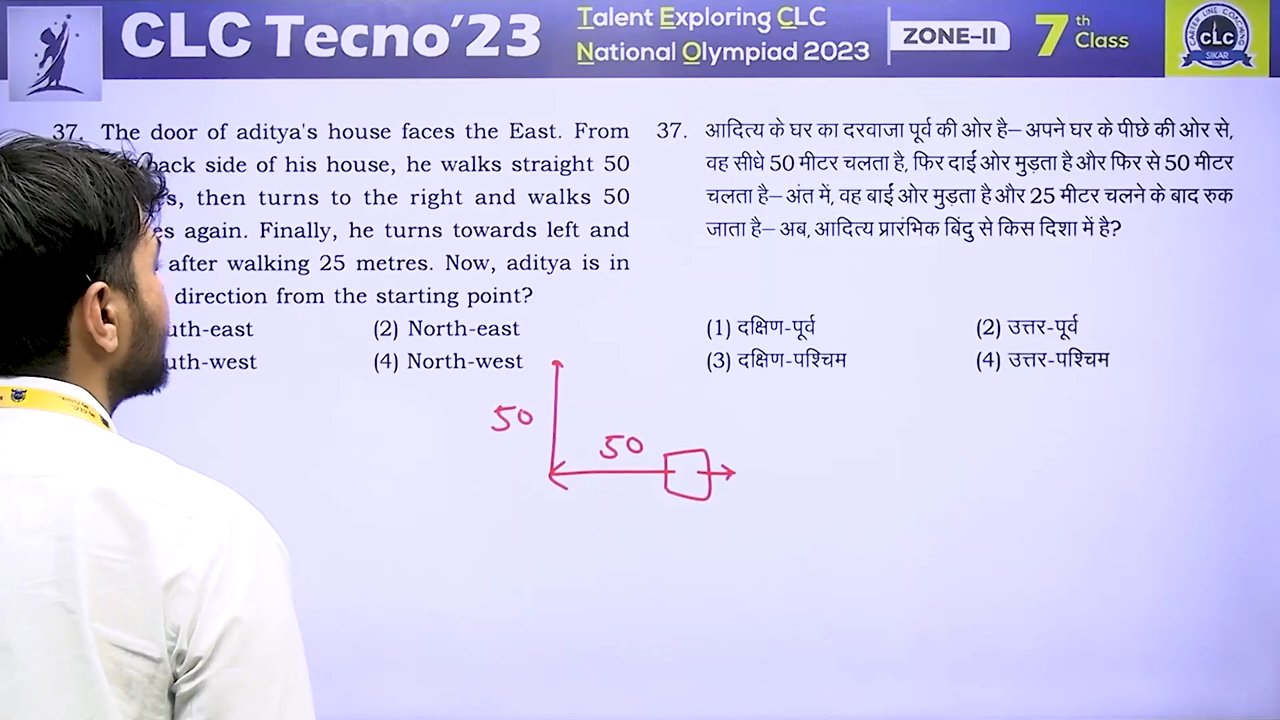 CLC Tecno'23
Talent Exploring CLC
National Olympiad 2023
ZONE-II
7th Class
CAREER LINE COACHING
CLC
SIKAR
37. The door of aditya's house faces the East. From
side of his house, he walks straight 50
then turns to the right and walks 50
again. Finally, he turns towards left and
after walking 25 metres. Now, aditya is in
direction from the starting point?
(2) North-east
(4) North-west
37. आदित्य के घर का दरवाजा पूर्व की ओर है– अपने घर के पीछे की ओर से,
वह सीधे 50 मीटर चलता है, फिर दाईं ओर मुड़ता है और फिर से 50 मीटर
चलता है– अंत में, वह बाईं ओर मुडता है और 25 मीटर चलने के बाद रुक
जाता है– अब, आदित्य प्रारंभिक बिंदु से किस दिशा में है?
(1) दक्षिण-पूर्व (2) उत्तर-पूर्व
(3) दक्षिण-पश्चिम (4) उत्तर-पश्चिम
50
50
CLC